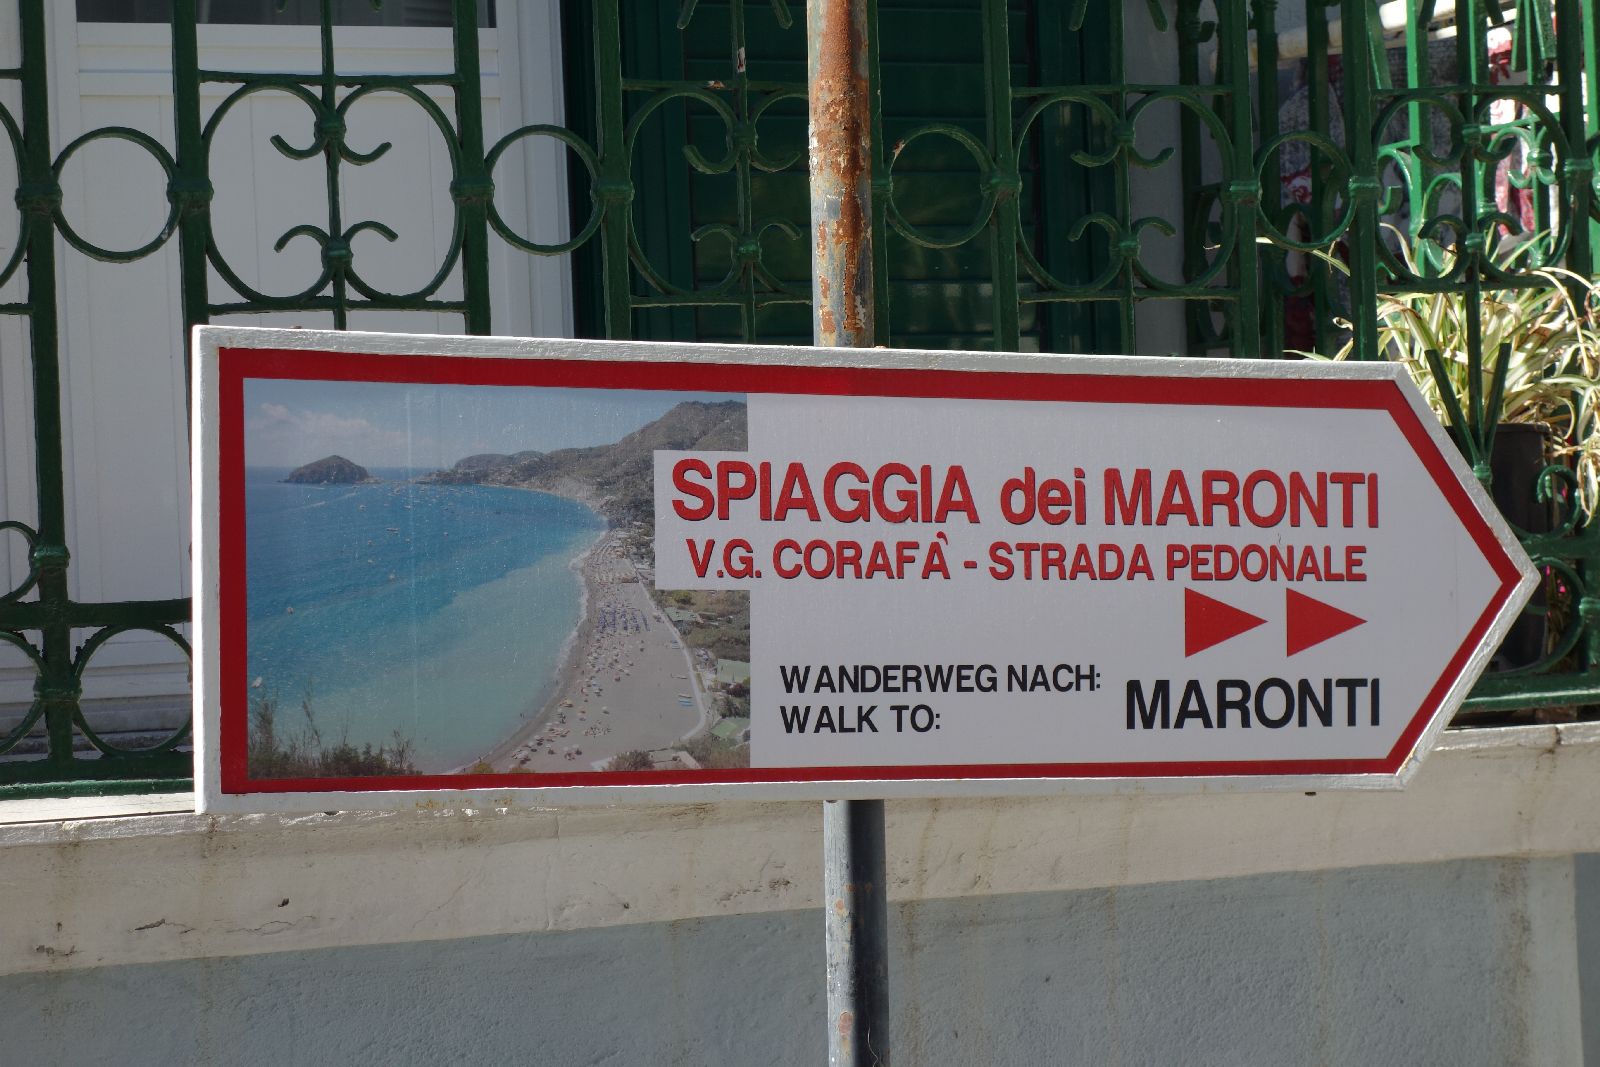 SPIAGGIA dei MARONTI
V.G. CORAFÀ - STRADA PEDONALE
WANDERWEG NACH:
WALK TO:
MARONTI